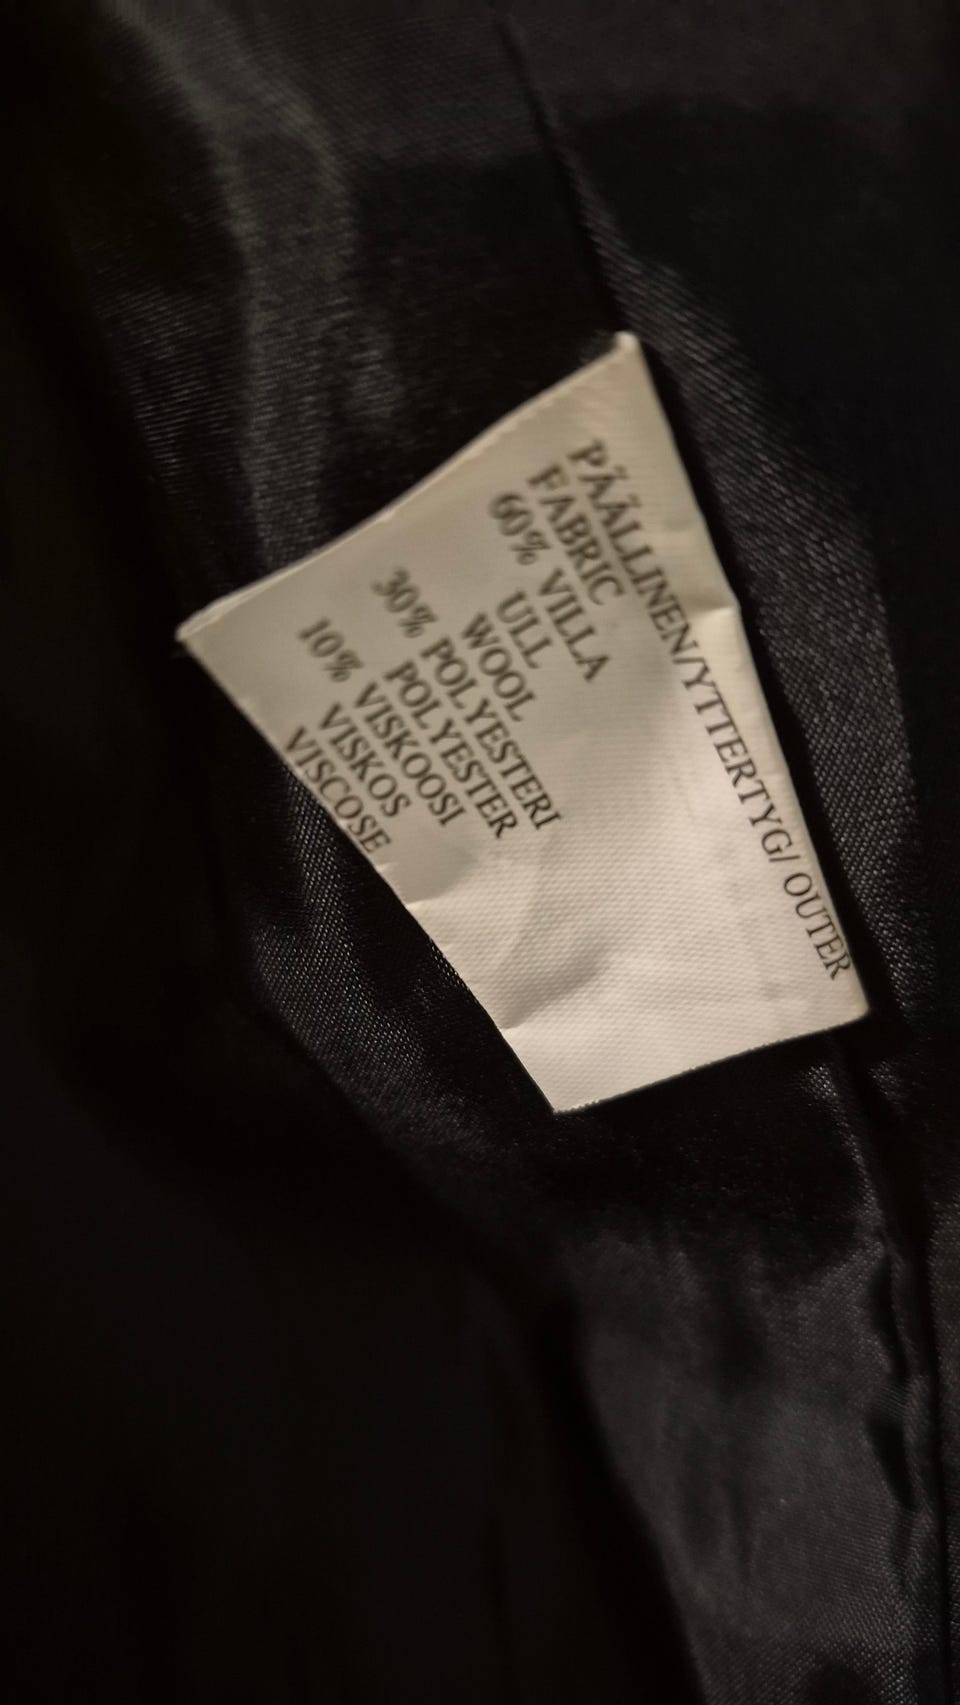 PÄÄLLINEN/YTTERTYG/ OUTER
FABRIC
60% VILLA
ULL
WOOL
30% POLYESTERI
POLYESTER
10% VISKOOSI
VISKOS
VISCOSE